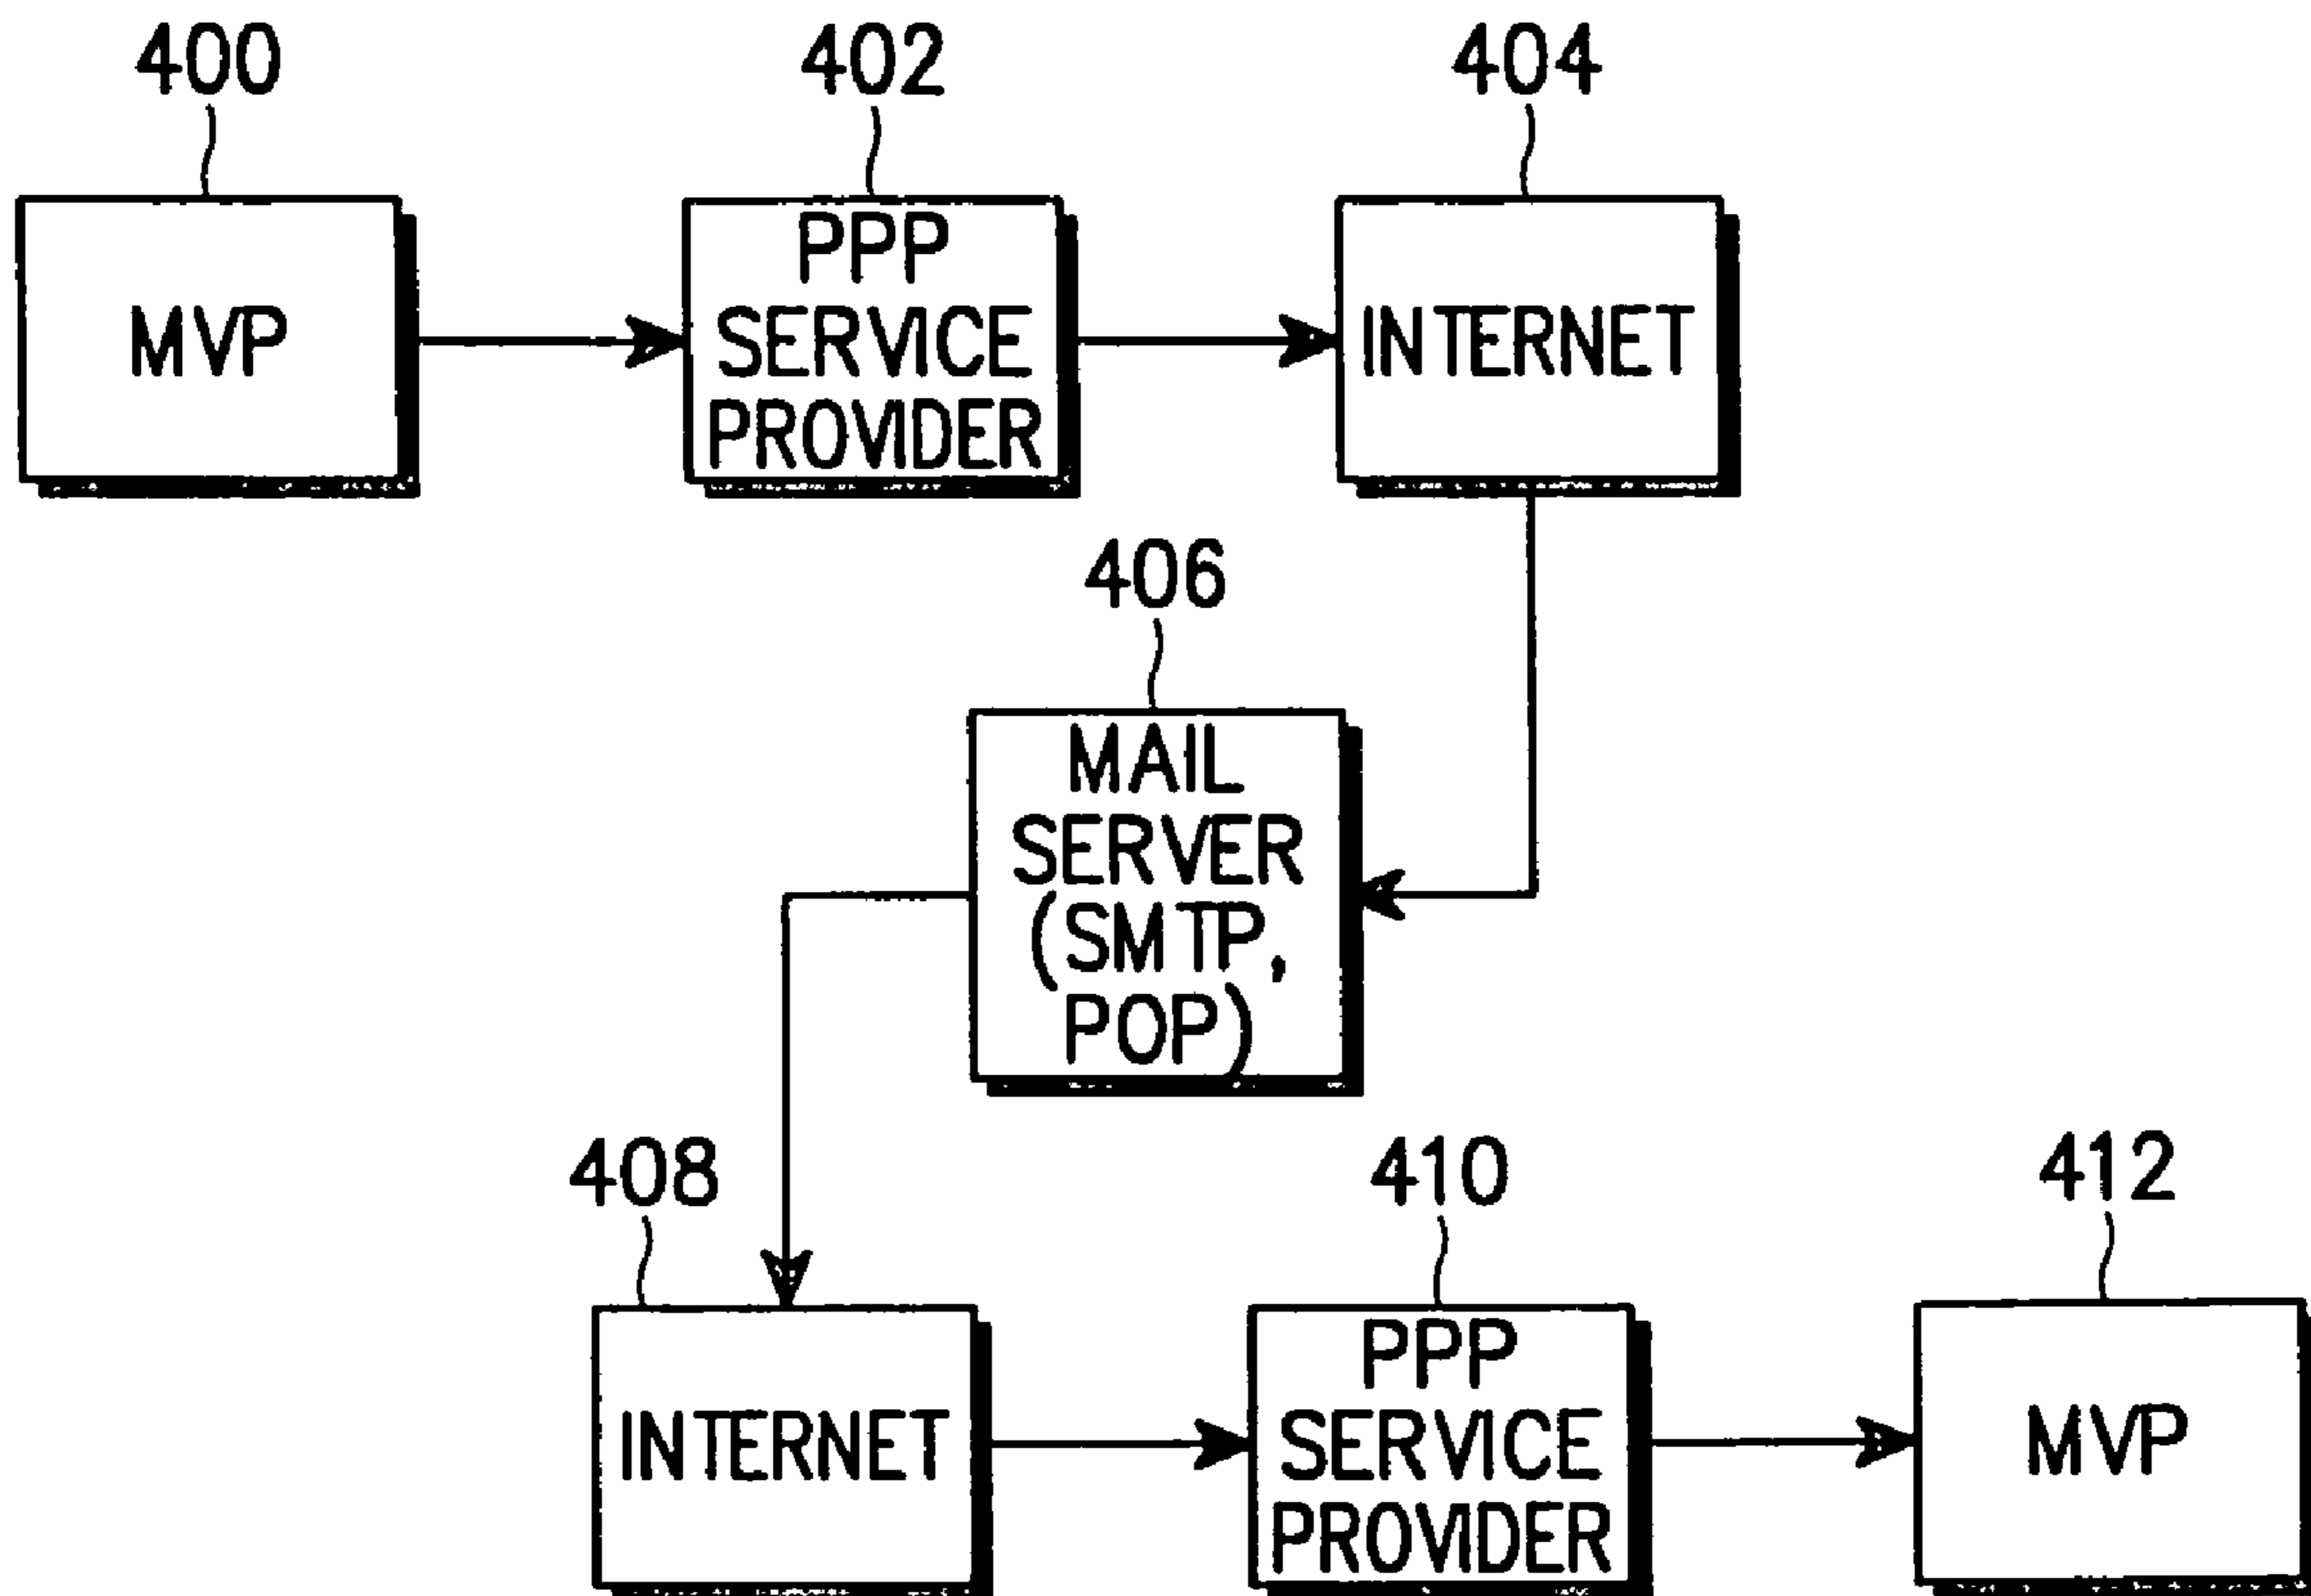 400
402
404
MVP
PPP
SERVICE
PROVIDER
INTERNET
406
MAIL
SERVER
(SMTP,
POP)
408
410
412
INTERNET
PPP
SERVICE
PROVIDER
MVP